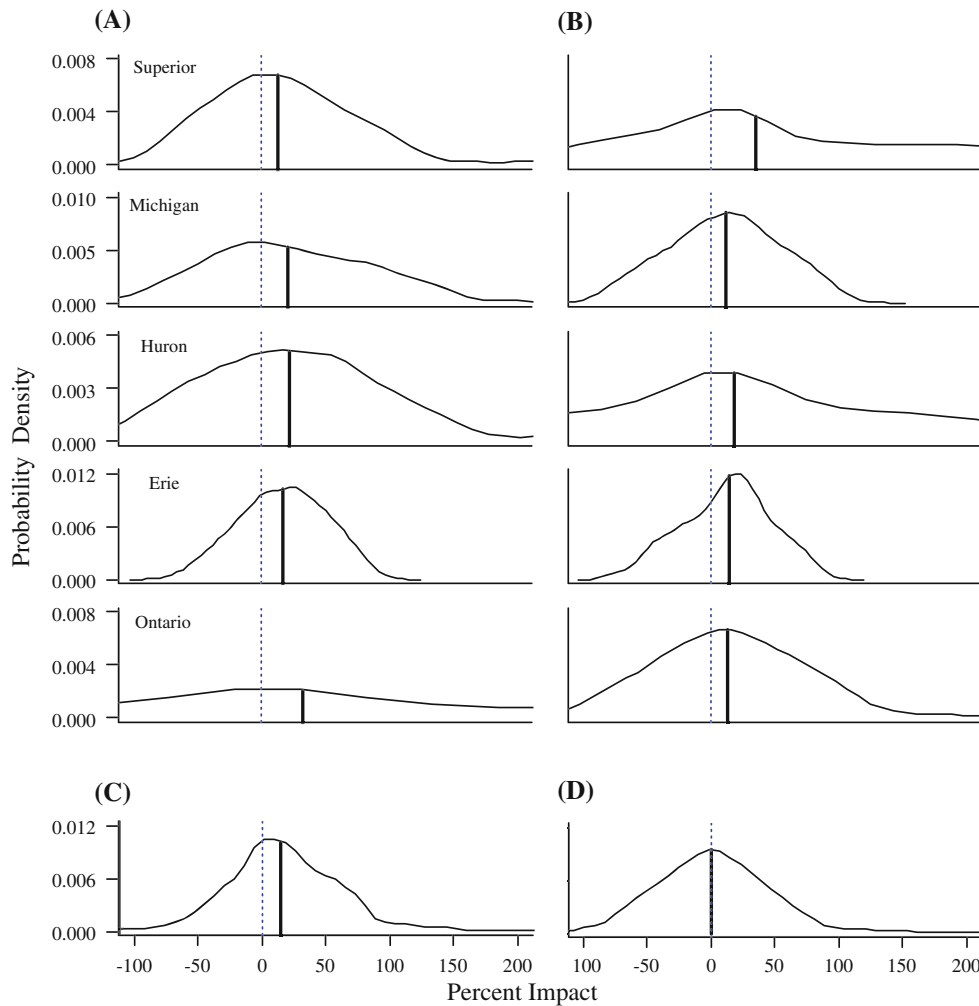 (A)
(B)
0.008
Superior
0.004
0.000
0.010
Michigan
0.005
0.000
0.006
Huron
0.003
0.000
0.012
Erie
0.006
0.000
0.008
Ontario
0.004
0.000
Probability Density
(C)
(D)
0.012
0.006
0.000
-100 -50 0 50 100 150 200
100 -50 0 50 100 150 200
Percent Impact